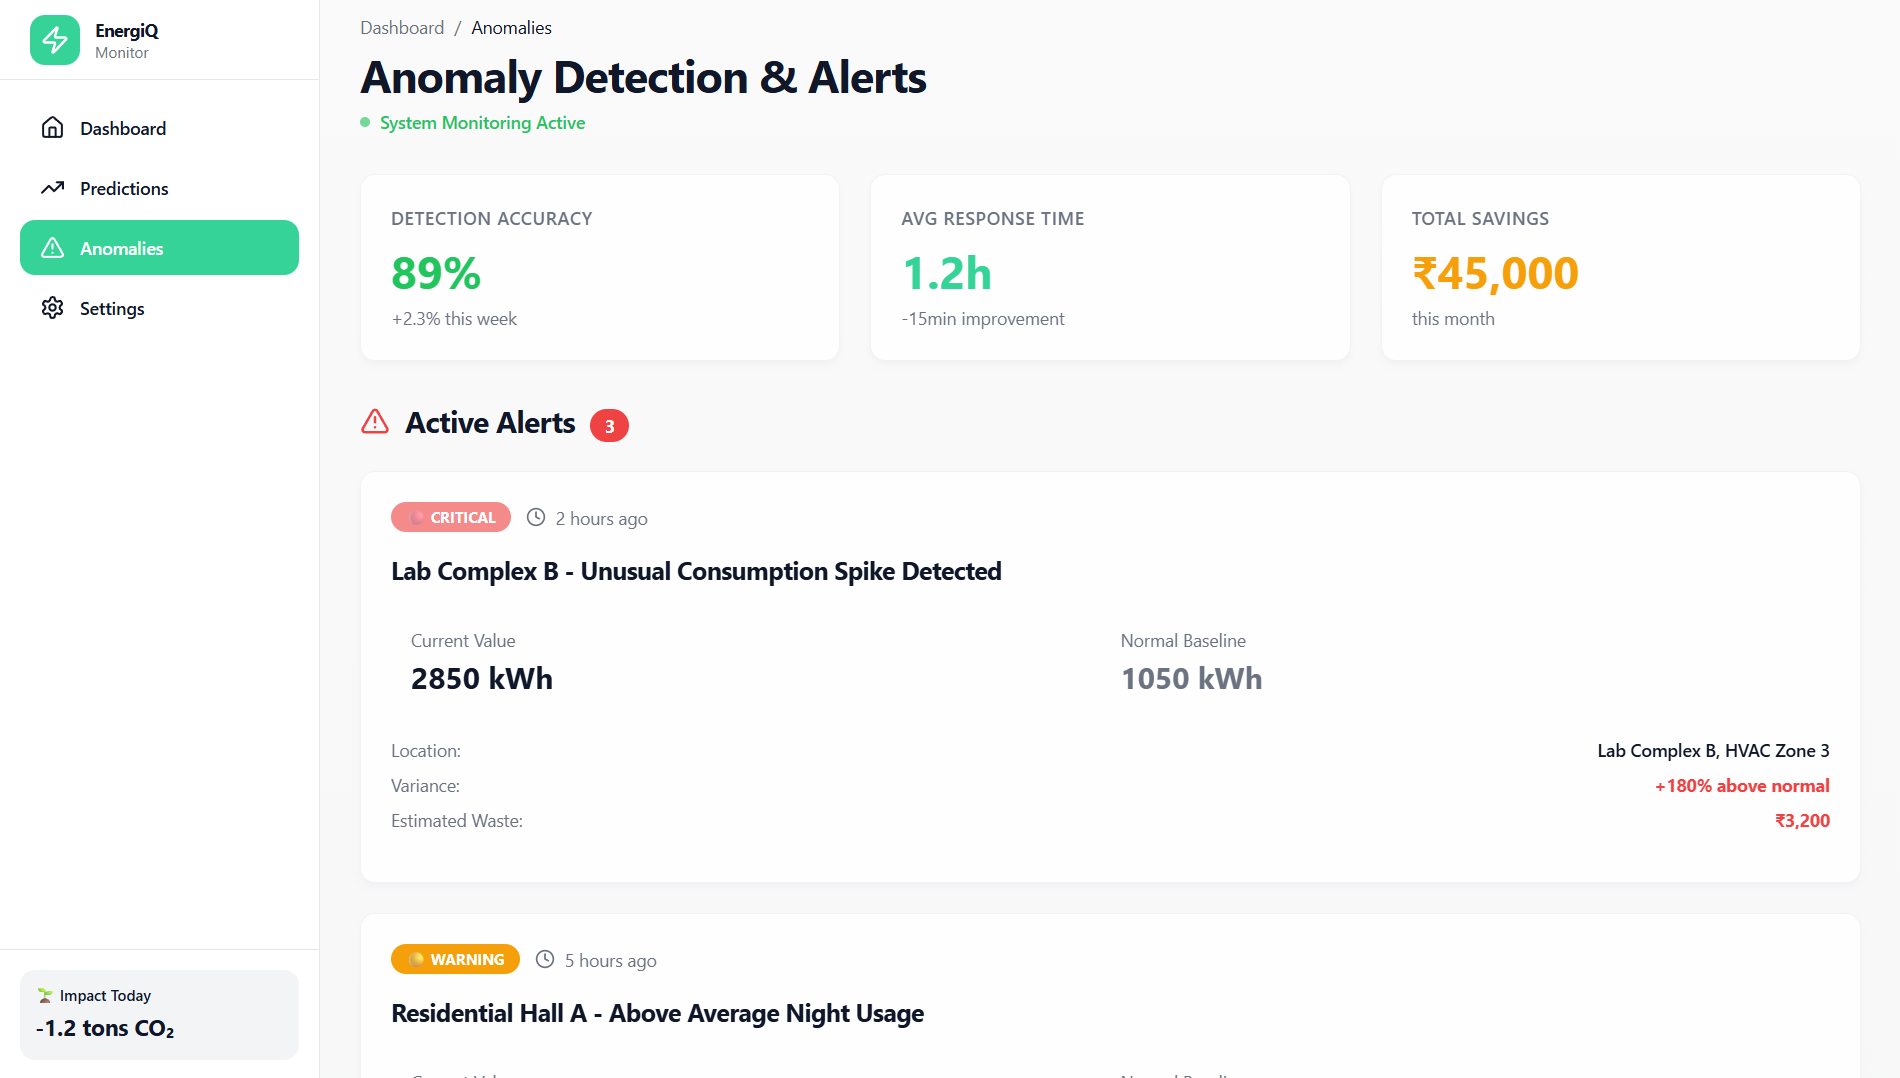 EnergiQ
Monitor
Dashboard
Predictions
Anomalies
Settings
Impact Today
-1.2 tons CO₂
Dashboard / Anomalies
Anomaly Detection & Alerts
System Monitoring Active
DETECTION ACCURACY
89%
+2.3% this week
AVG RESPONSE TIME
1.2h
-15min improvement
TOTAL SAVINGS
₹45,000
this month
Active Alerts 3
CRITICAL 2 hours ago
Lab Complex B - Unusual Consumption Spike Detected
Current Value
2850 kWh
Normal Baseline
1050 kWh
Location: Lab Complex B, HVAC Zone 3
Variance: +180% above normal
Estimated Waste: ₹3,200
WARNING 5 hours ago
Residential Hall A - Above Average Night Usage